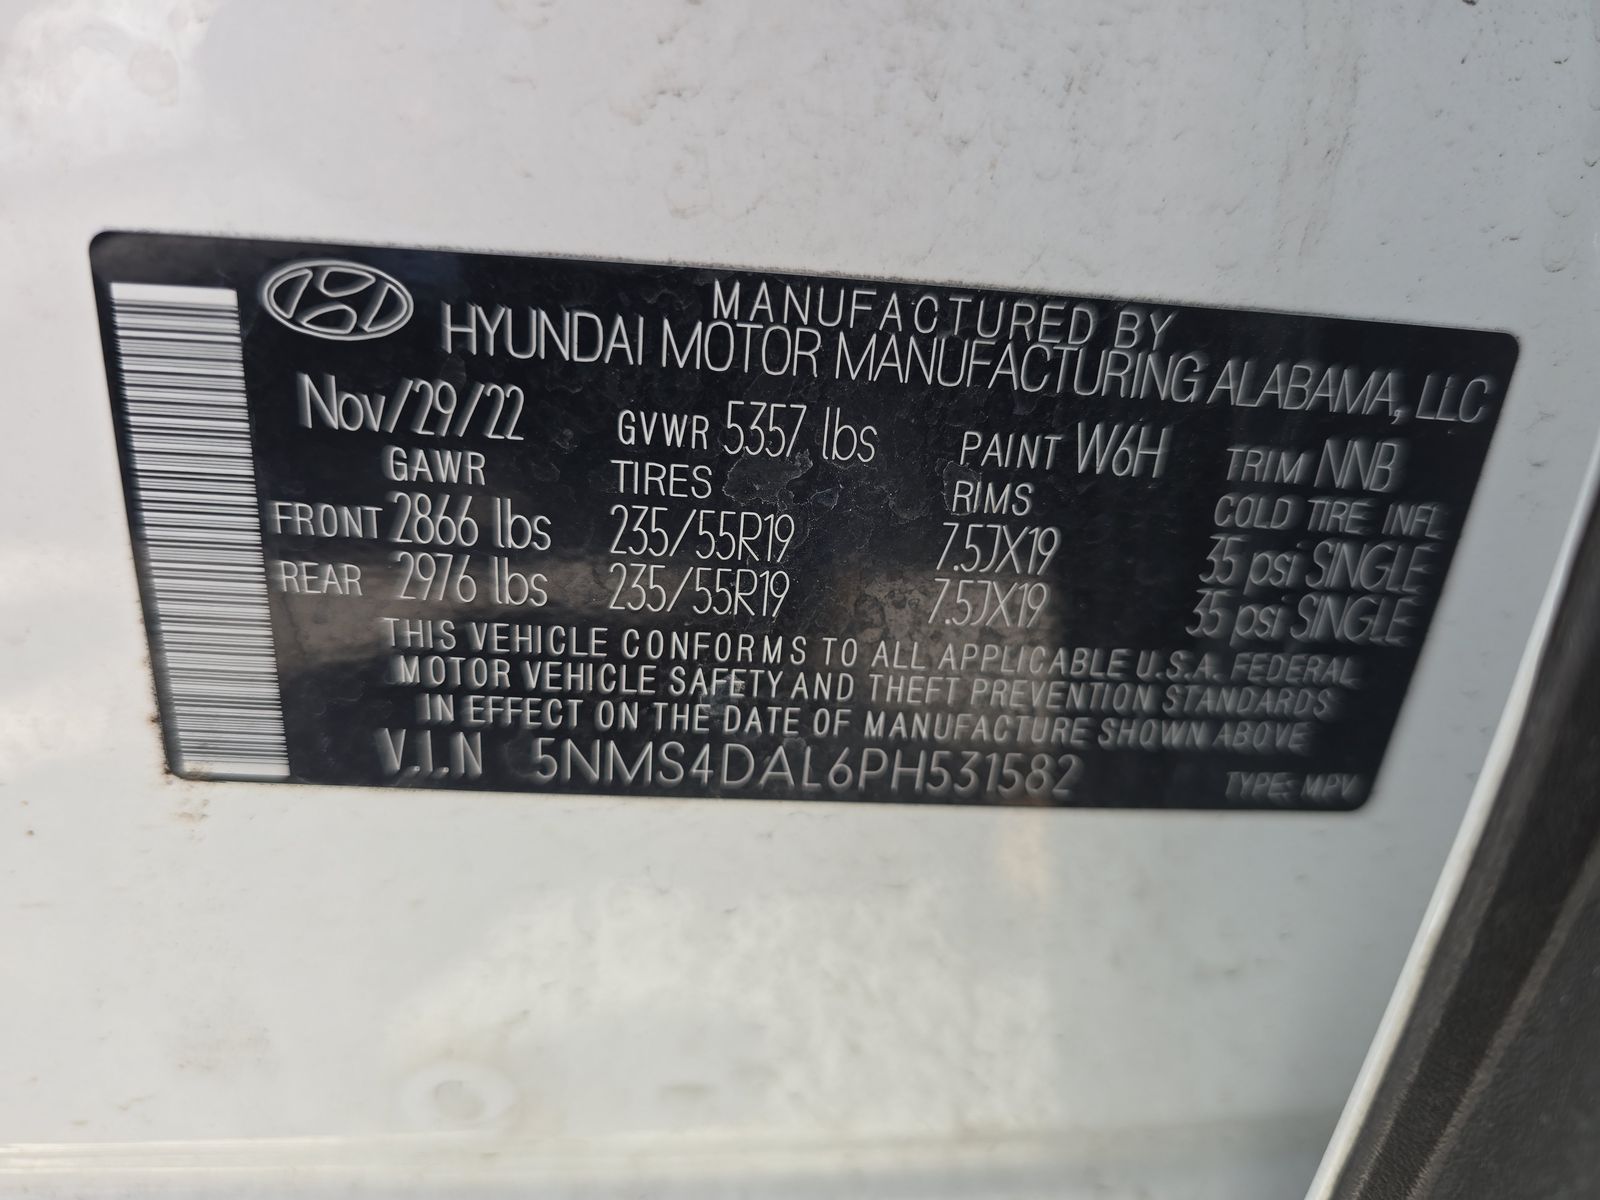 MANUFACTURED BY
HYUNDAI MOTOR MANUFACTURING ALABAMA, LLC
Nov/29/22 GVWR 5357 lbs PAINT W6H TRIM NNB
GAWR TIRES RIMS COLD TIRE INFL
FRONT 2866 lbs 235/55R19 7.5JX19 35 psi SINGLE
REAR 2976 lbs 235/55R19 7.5JX19 35 psi SINGLE
THIS VEHICLE CONFORMS TO ALL APPLICABLE U.S.A. FEDERAL
MOTOR VEHICLE SAFETY AND THEFT PREVENTION STANDARDS
IN EFFECT ON THE DATE OF MANUFACTURE SHOWN ABOVE
V.I.N 5NMS4DAL6PH531582 TYPE: MPV